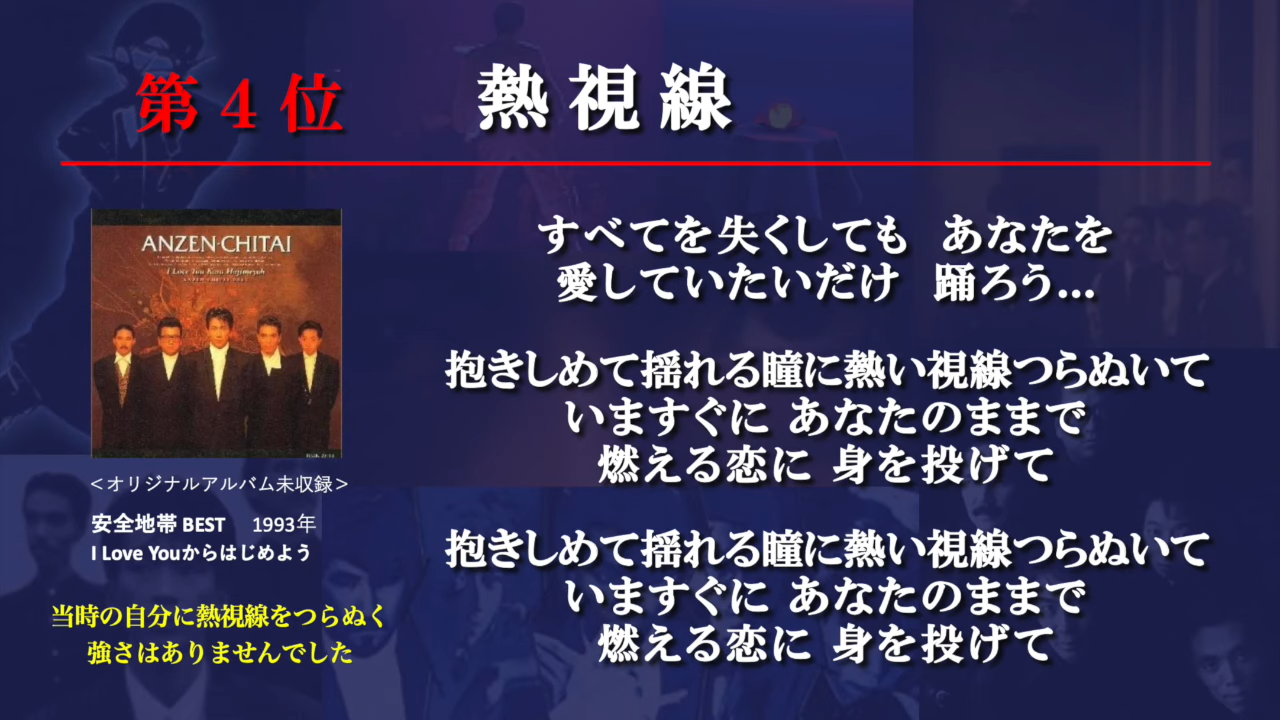 第4位 熱視線
すべてを失くしても あなたを
愛していたいだけ 踊ろう…
抱きしめて揺れる瞳に熱い視線つらぬいて
いますぐに あなたのままで
燃える恋に 身を投げて
抱きしめて揺れる瞳に熱い視線つらぬいて
いますぐに あなたのままで
燃える恋に 身を投げて
ANZEN·CHITAI
I Love You Kara Hajimeyoh
＜オリジナルアルバム未収録＞
安全地帯 BEST 1993年
I Love Youからはじめよう
当時の自分に熱視線をつらぬく
強さはありませんでした